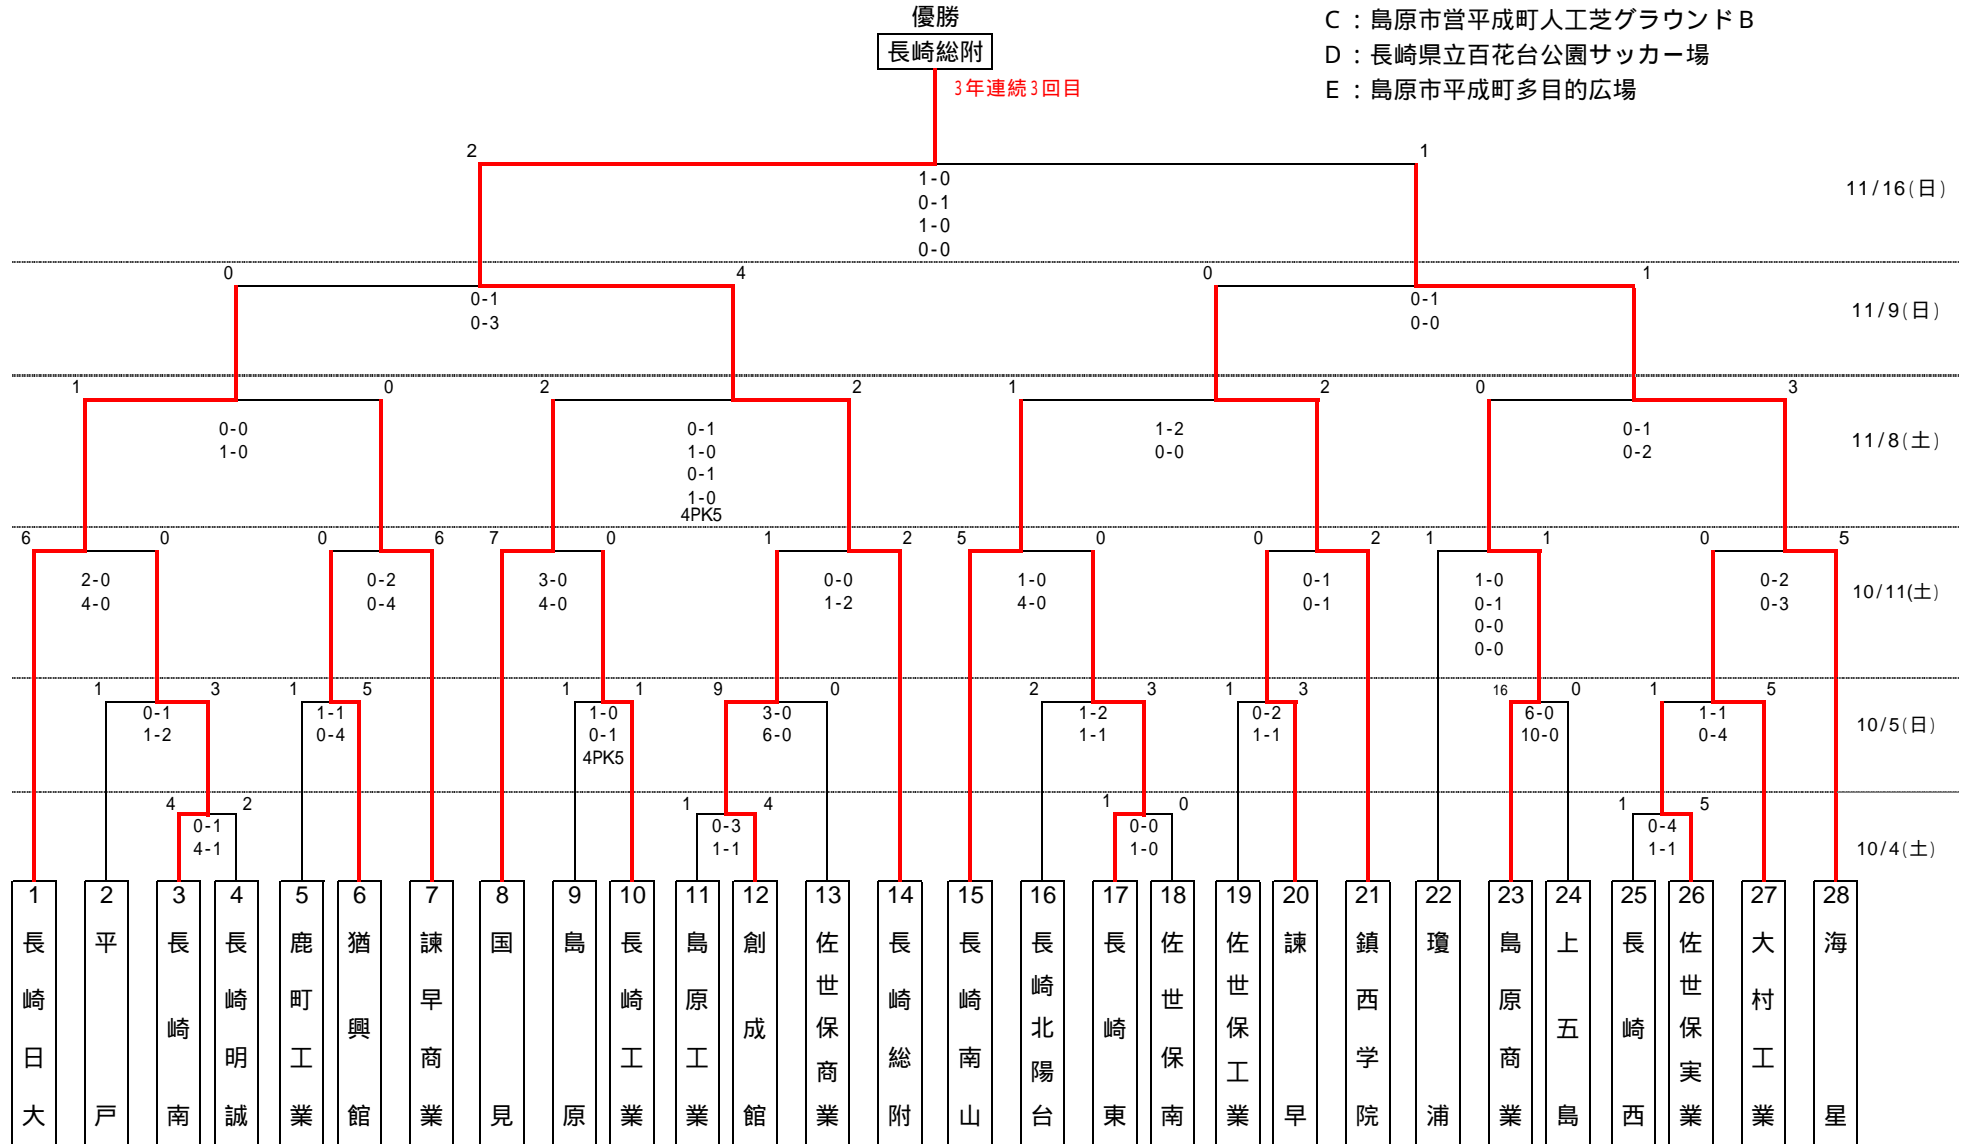 優勝
長崎総附
3年連続3回目
C：島原市営平成町人工芝グラウンドB
D：長崎県立百花台公園サッカー場
E：島原市平成町多目的広場
2 1
1-0
0-1
1-0
0-0
11/16(日)
0 4 0 1
0-1 0-1
0-3 0-0
11/9(日)
1 0 2 2 1 2 0 3
0-0 0-1 1-2 0-1
1-0 1-0 0-0 0-2
0-1
1-0
4PK5
11/8(土)
6 0 0 6 7 0 1 2 5 0 0 2 1 1 0 5
2-0 0-2 3-0 0-0 1-0 0-1 1-0 0-2
4-0 0-4 4-0 1-2 4-0 0-1 0-1 0-3
0-0
0-0
10/11(土)
1 3 1 5 1 1 9 0 2 3 1 3 16 0 1 5
0-1 1-1 1-0 3-0 1-2 0-2 6-0 1-1
1-2 0-4 0-1 6-0 1-1 1-1 10-0 0-4
4PK5
10/5(日)
4 2 1 4 1 0 1 5
0-1 0-3 0-0 0-4
4-1 1-1 1-0 1-1
10/4(土)
1 長崎日大
2 平戸
3 長崎南
4 長崎明誠
5 鹿町工業
6 猶興館
7 諫早商業
8 国見
9 島原
10 長崎工業
11 島原工業
12 創成館
13 佐世保商業
14 長崎総附
15 長崎南山
16 長崎北陽台
17 長崎東
18 佐世保南
19 佐世保工業
20 諫早
21 鎮西学院
22 瓊浦
23 島原商業
24 上五島
25 長崎西
26 佐世保実業
27 大村工業
28 海星